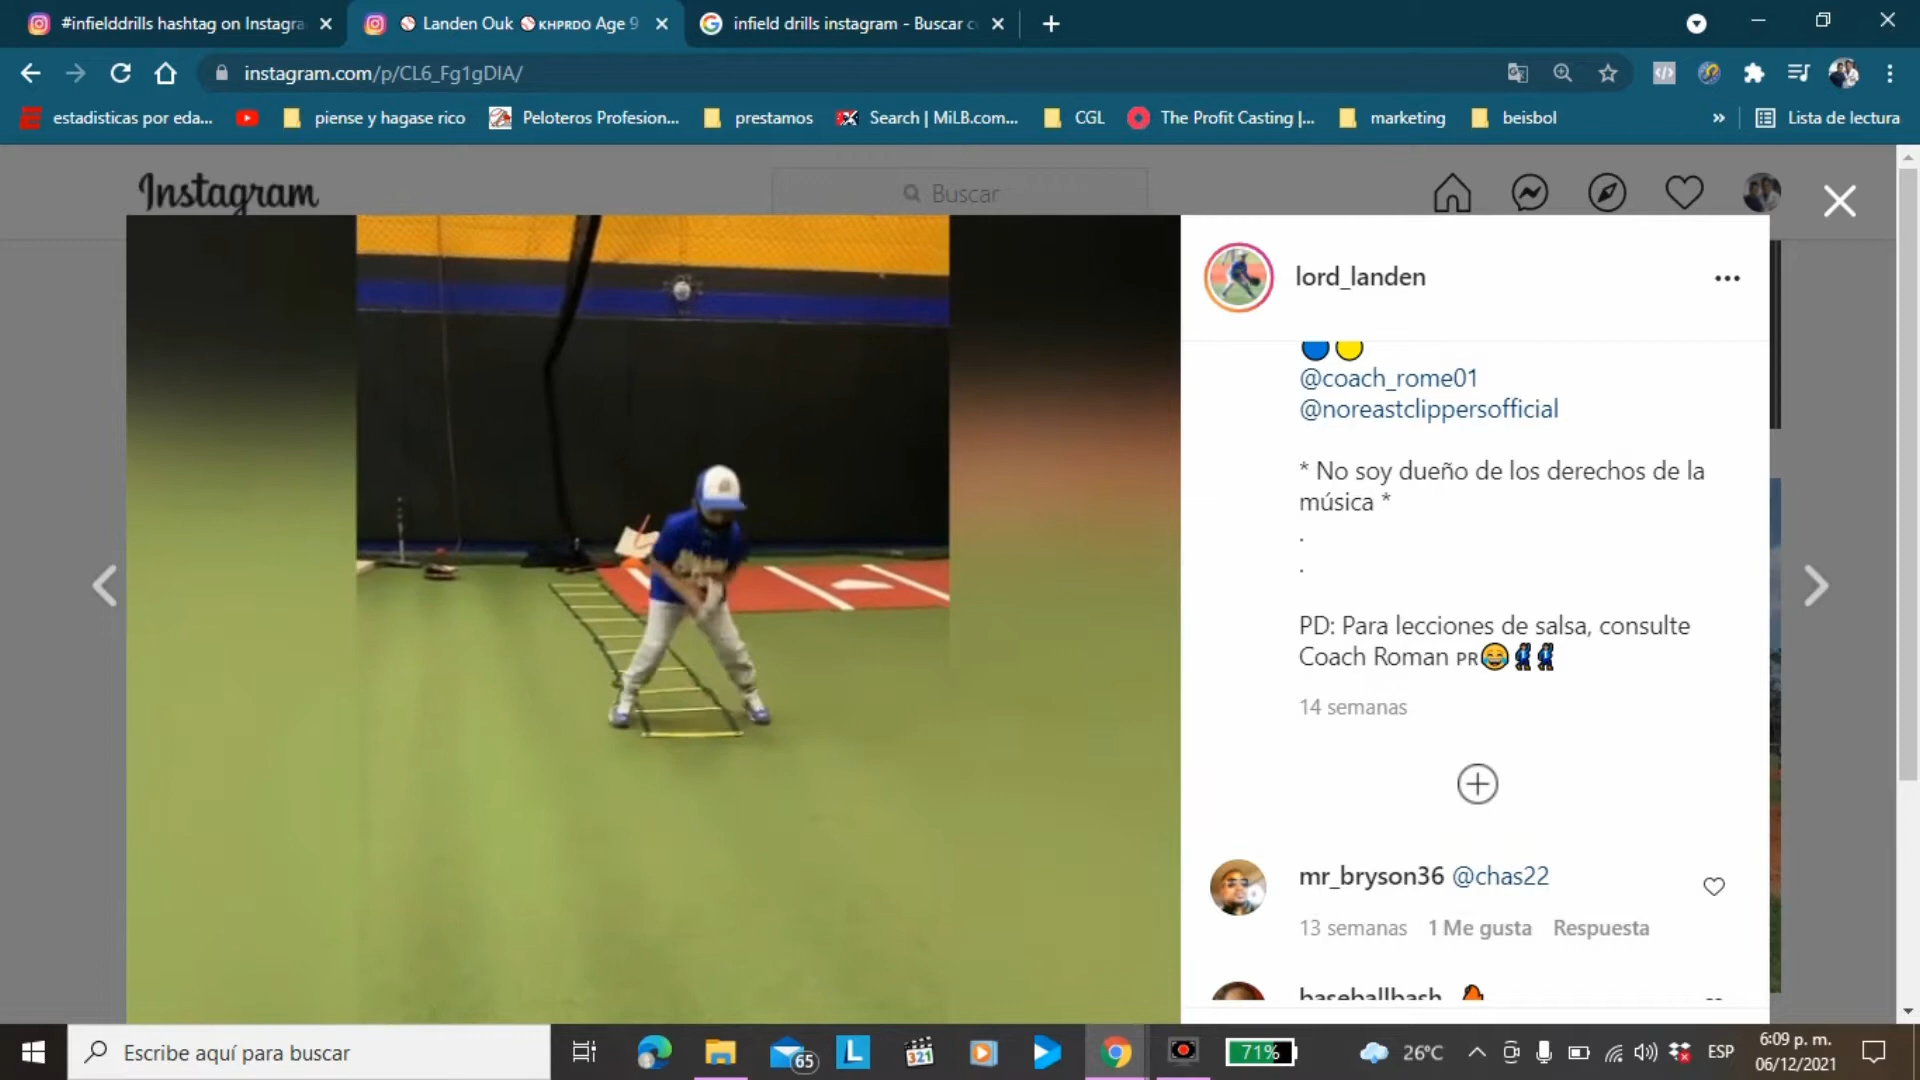 #infielddrills hashtag on Instagra
Landen Ouk KHPRDO Age 9
infield drills instagram - Buscar c
instagram.com/p/CL6_Fg1gDIA/
estadisticas por eda...
piense y hagase rico
Peloteros Profesion...
prestamos
Search | MiLB.com...
CGL
The Profit Casting |...
marketing
beisbol
»
Lista de lectura
Instagram
Buscar
lord_landen
@coach_rome01
@noreastclippersofficial
* No soy dueño de los derechos de la
música *
.
.
PD: Para lecciones de salsa, consulte
Coach Roman PR😂
14 semanas
mr_bryson36 @chas22
13 semanas 1 Me gusta Respuesta
baseballbash
Escribe aquí para buscar
65
L
321
71%
26°C
ESP
6:09 p. m.
06/12/2021